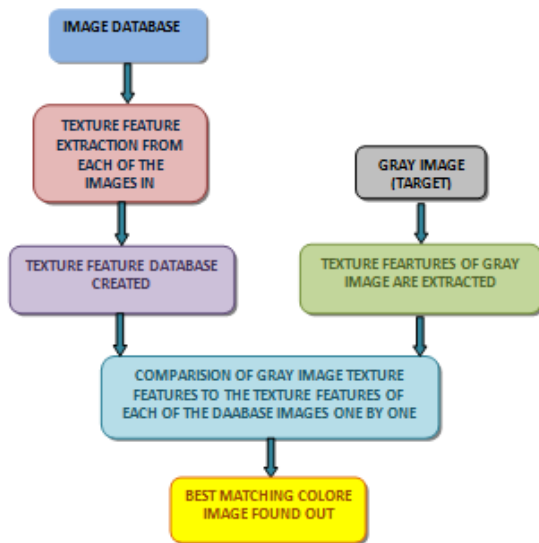 IMAGE DATABASE
TEXTURE FEATURE
EXTRACTION FROM
EACH OF THE
IMAGES IN
GRAY IMAGE
(TARGET)
TEXTURE FEATURE DATABASE
CREATED
TEXTURE FEARTURES OF GRAY
IMAGE ARE EXTRACTED
COMPARISION OF GRAY IMAGE TEXTURE
FEATURES TO THE TEXTURE FEATURES OF
EACH OF THE DAABASE IMAGES ONE BY ONE
BEST MATCHING COLORE
IMAGE FOUND OUT